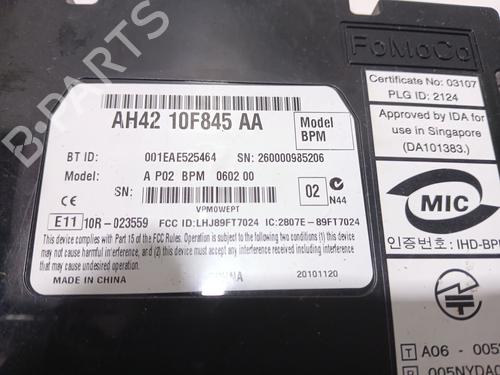 B-PARTS
FoMoCo
Certificate No: 03107
PLG ID: 2124
Approved by IDA for
use in Singapore
(DA101383.)
MIC
인증번호 : IHD-BP
AH42 10F845 AA
Model
BPM
BT ID: 001EAE525464 SN: 260000985206
Model: A P02 BPM 0602 00
SN:
02
N44
CE
VPMOWEPT
E11 10R - 023559 FCC ID:LHJ89FT7024 IC:2807E-89FT7024
This device complies with Part 15 of the FCC Rules. Operation is subject to the following two conditions: (1) this device
may not cause harmful interference, and (2) this device must accept any interference received including interference
that may cause undesired operation.
MADE IN CHINA
20101120
T A06 - 005
R 005NYDA0